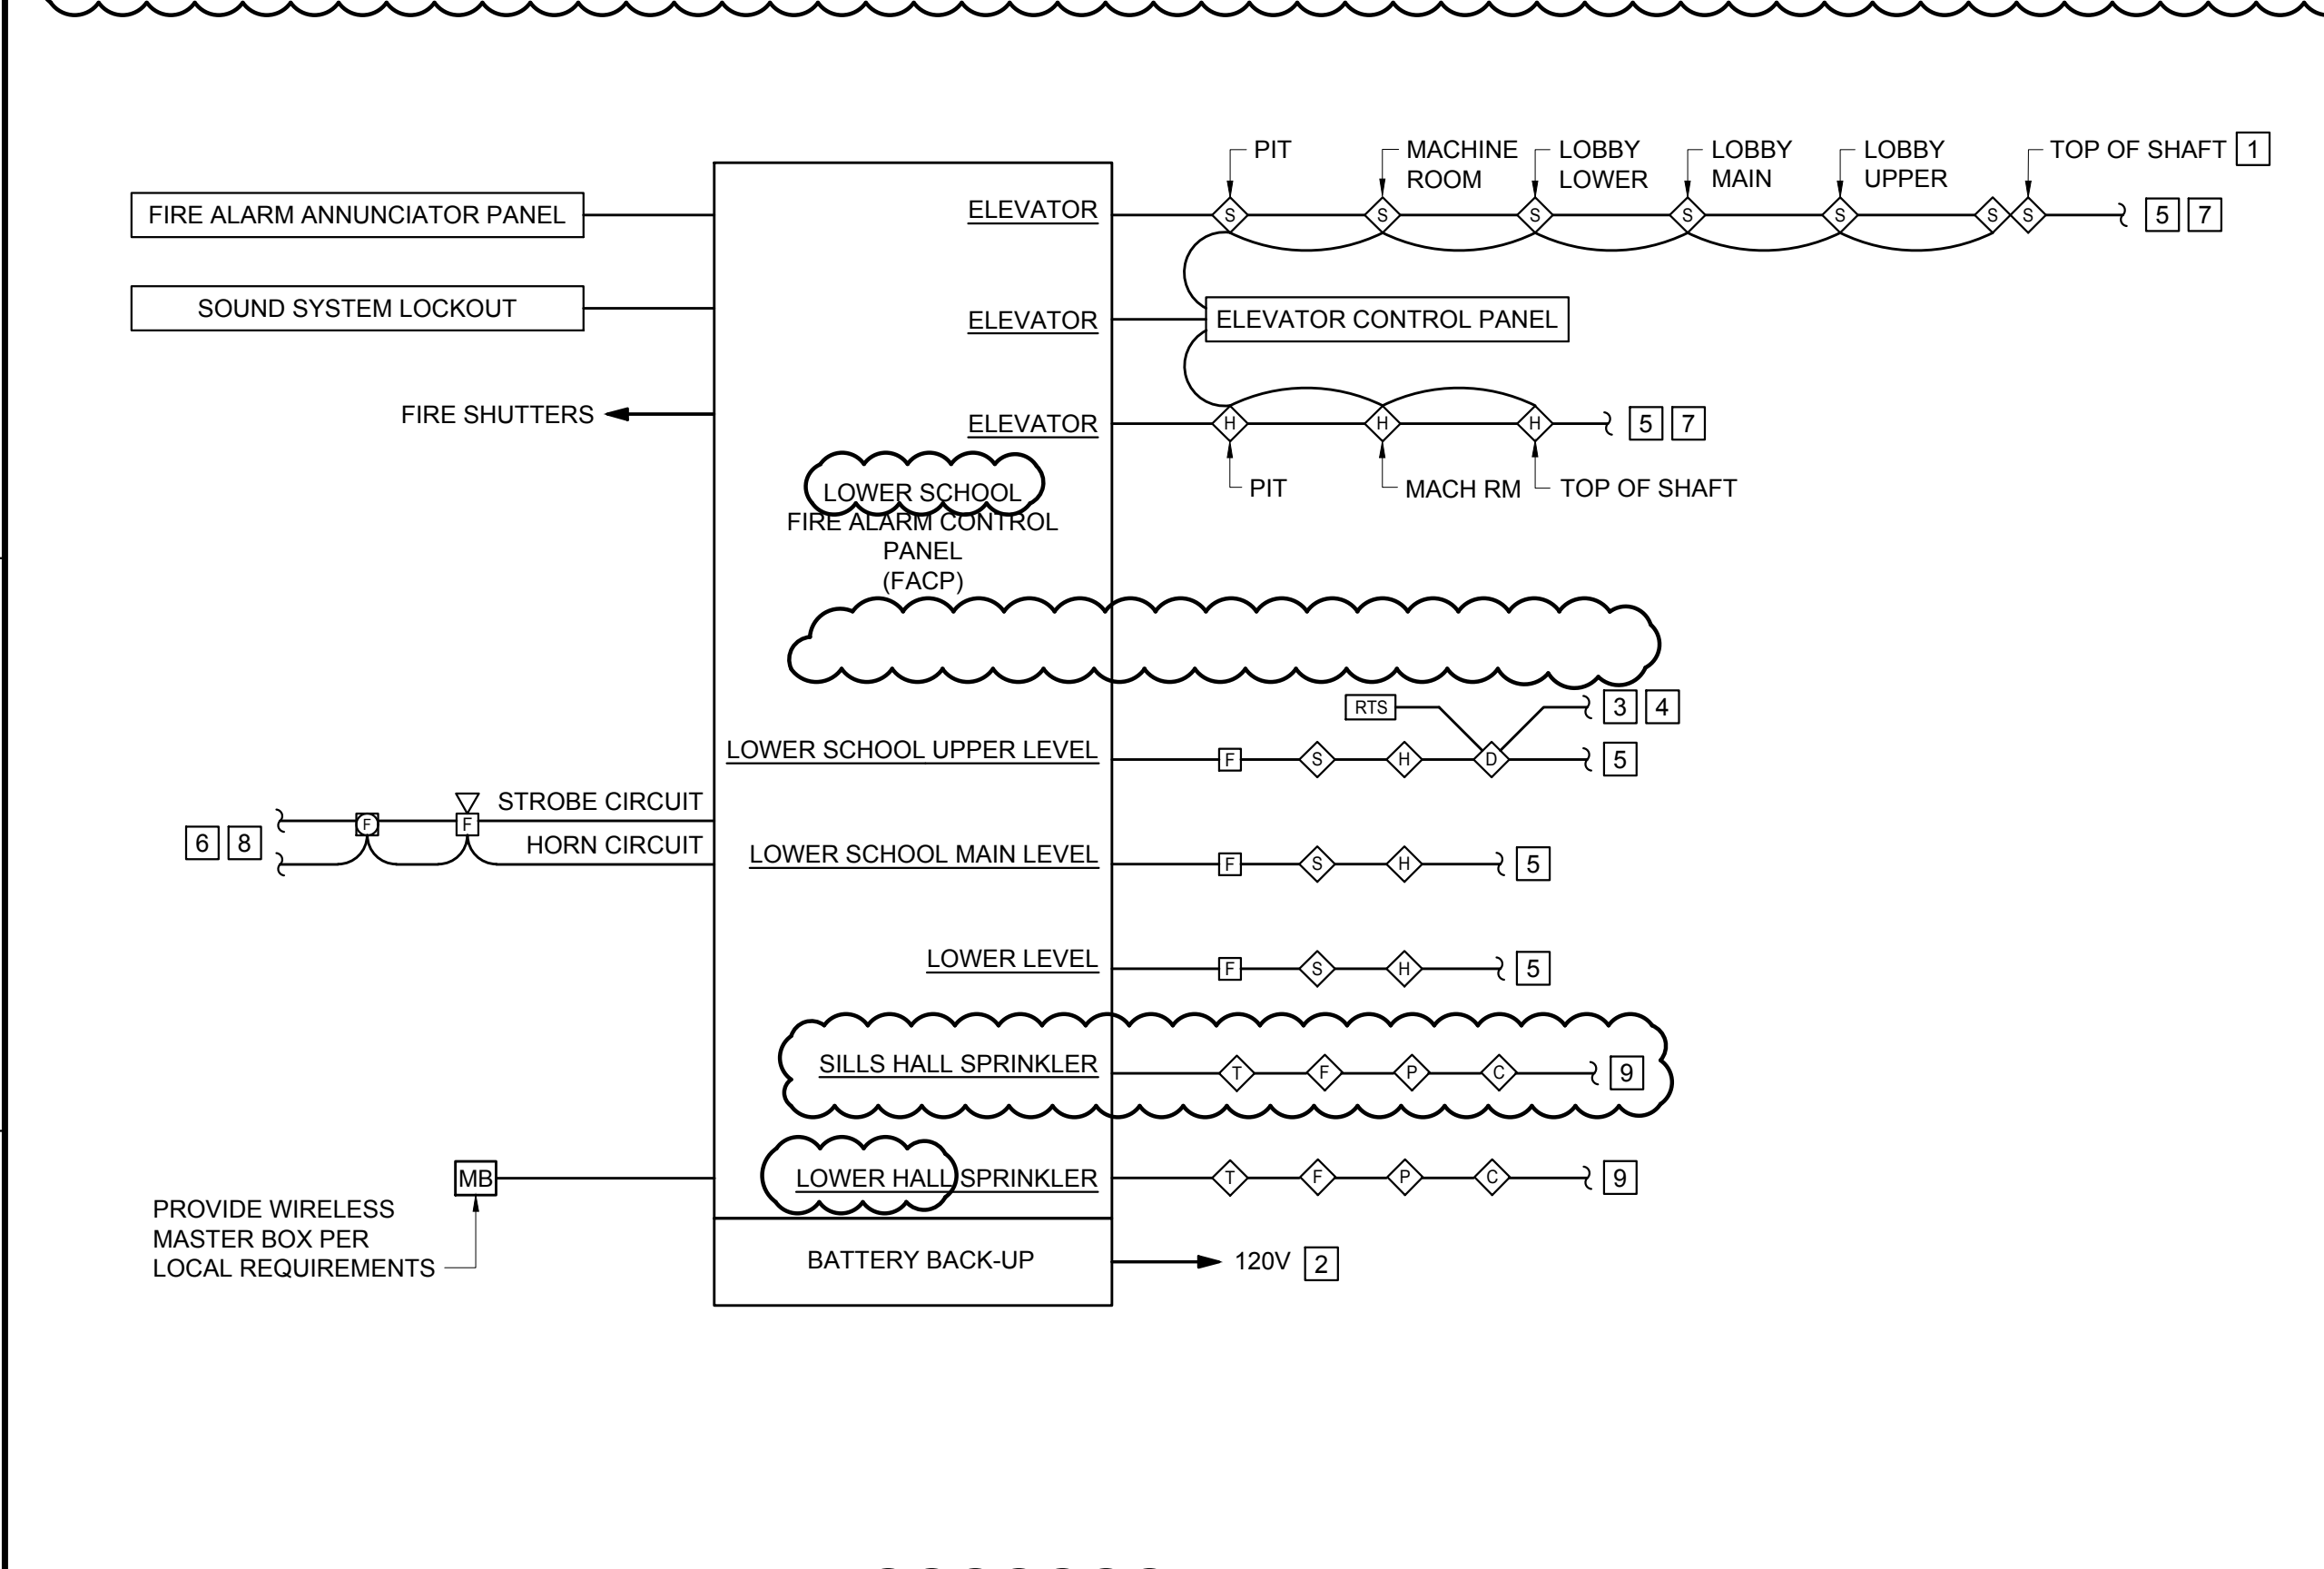 PIT
MACHINE
ROOM
LOBBY
LOWER
LOBBY
MAIN
LOBBY
UPPER
TOP OF SHAFT 1
FIRE ALARM ANNUNCIATOR PANEL
ELEVATOR
S S S S S S S
5 7
SOUND SYSTEM LOCKOUT
ELEVATOR
ELEVATOR CONTROL PANEL
FIRE SHUTTERS
ELEVATOR
H H H
5 7
PIT
MACH RM
TOP OF SHAFT
LOWER SCHOOL
FIRE ALARM CONTROL
PANEL
(FACP)
RTS
3 4
LOWER SCHOOL UPPER LEVEL
F S H D
5
STROBE CIRCUIT
F F
6 8
HORN CIRCUIT
LOWER SCHOOL MAIN LEVEL
F S H
5
LOWER LEVEL
F S H
5
SILLS HALL SPRINKLER
T F P C
9
MB
LOWER HALL SPRINKLER
T F P C
9
PROVIDE WIRELESS
MASTER BOX PER
LOCAL REQUIREMENTS
BATTERY BACK-UP
120V 2